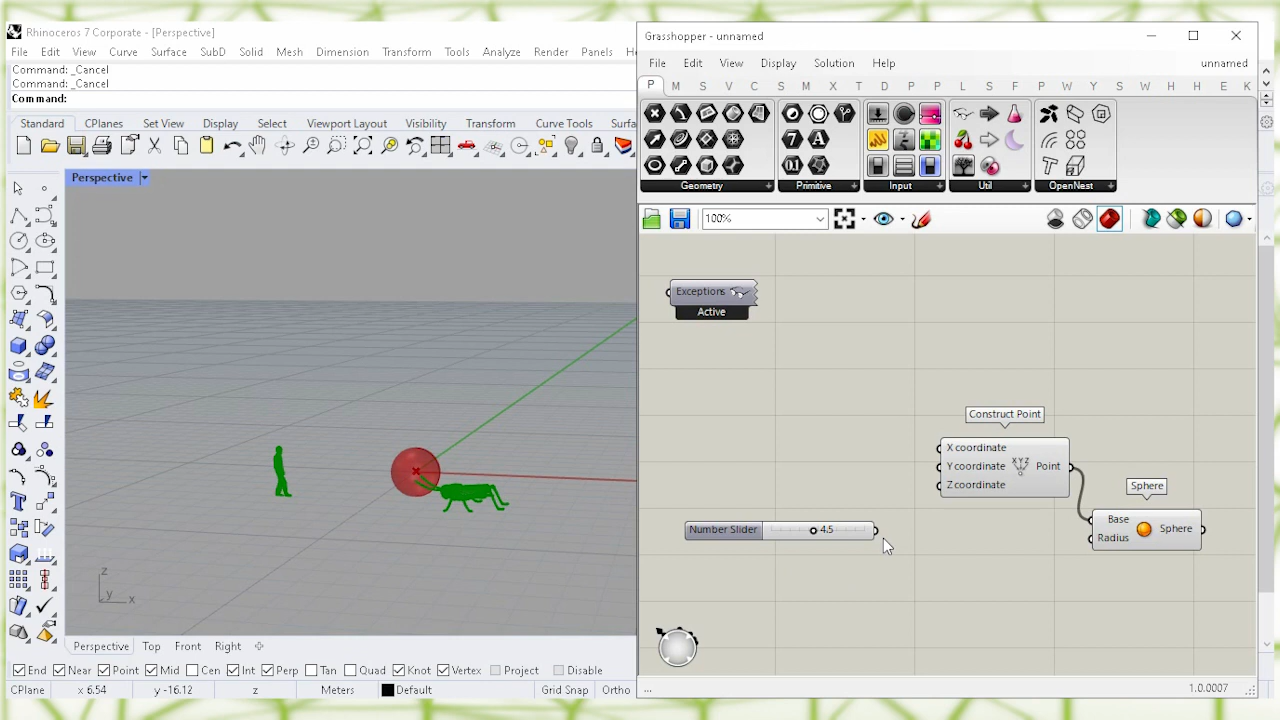 Rhinoceros 7 Corporate - [Perspective]
File Edit View Curve Surface SubD Solid Mesh Dimension Transform Tools Analyze Render Panels
Command: _Cancel
Command: _Cancel
Command:
Standard CPlanes Set View Select Viewport Layout Visibility Transform Curve Tools
Perspective
z
y x
Perspective Top Front Right
End Near Point Mid Cen Int Perp Tan Quad Knot Vertex Project Disable
CPlane x 6.54 y -16.12 z Meters Default Grid Snap Ortho
Grasshopper - unnamed
File Edit View Display Solution Help unnamed
P M S V C I M D P L S F P W Y S W H H E K
Geometry Primitive Input Util OpenNest
100%
Exceptions
Active
Construct Point
X coordinate
Y coordinate XYZ Point
Z coordinate
Sphere
Base
Sphere
Radius
Number Slider 4.5
... 1.0.0007